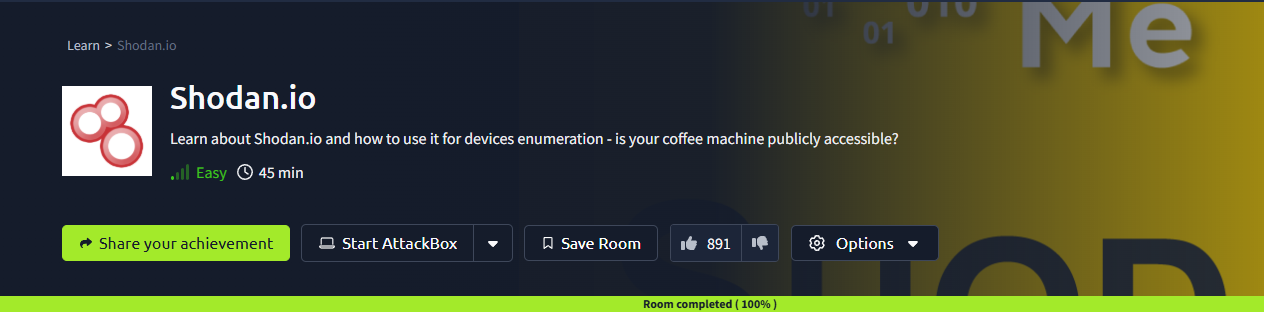 01 010
01
Me
Learn > Shodan.io
Shodan.io
Learn about Shodan.io and how to use it for devices enumeration - is your coffee machine publicly accessible?
Easy 45 min
Share your achievement Start AttackBox Save Room 891 Options
SHOD
Room completed ( 100% )